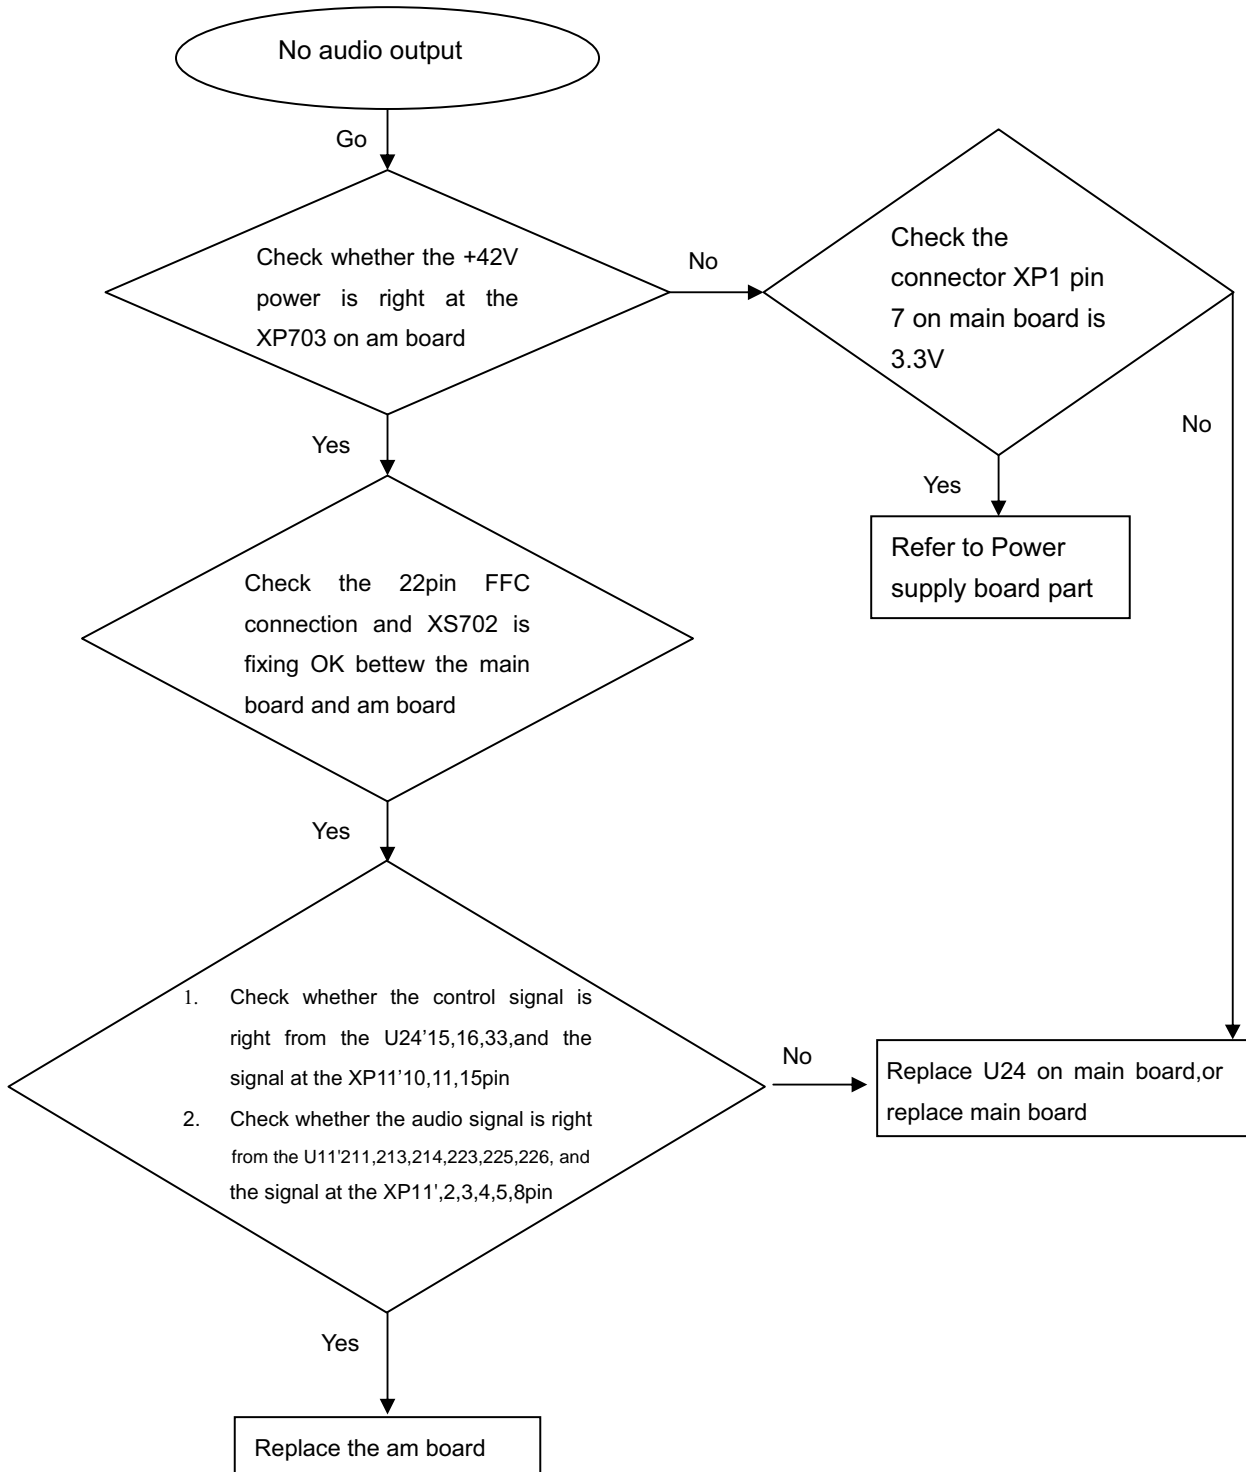 No audio output
Go
Check whether the +42V
power is right at the
XP703 on am board
No
Check the
connector XP1 pin
7 on main board is
3.3V
No
Yes
Yes
Refer to Power
supply board part
Check the 22pin FFC
connection and XS702 is
fixing OK bettew the main
board and am board
Yes
1. Check whether the control signal is
right from the U24'15,16,33,and the
signal at the XP11'10,11,15pin
2. Check whether the audio signal is right
from the U11'211,213,214,223,225,226, and
the signal at the XP11',2,3,4,5,8pin
No
Replace U24 on main board,or
replace main board
Yes
Replace the am board